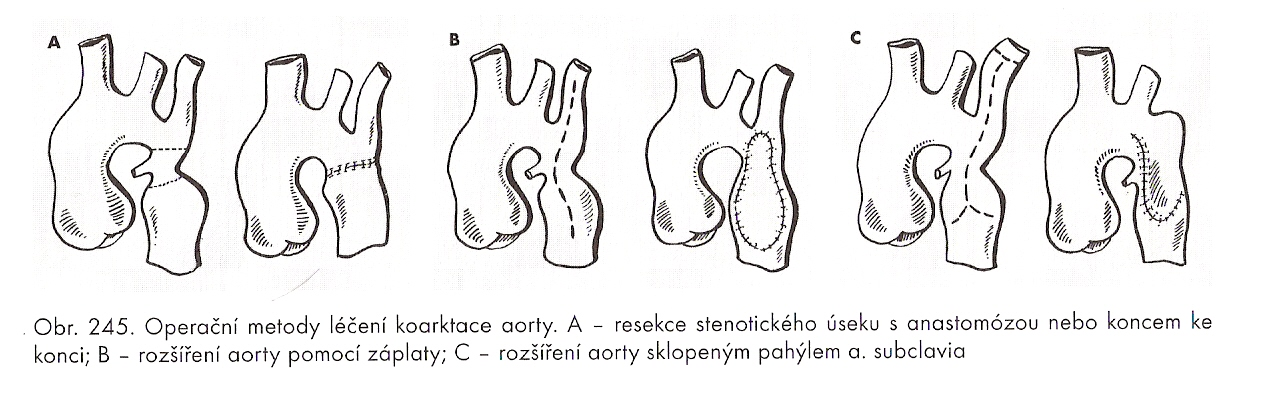 A
B
C
Obr. 245. Operační metody léčení koarktace aorty. A – resekce stenotického úseku s anastomózou nebo koncem ke
konci; B – rozšíření aorty pomocí záplaty; C – rozšíření aorty sklopeným pahýlem a. subclavia